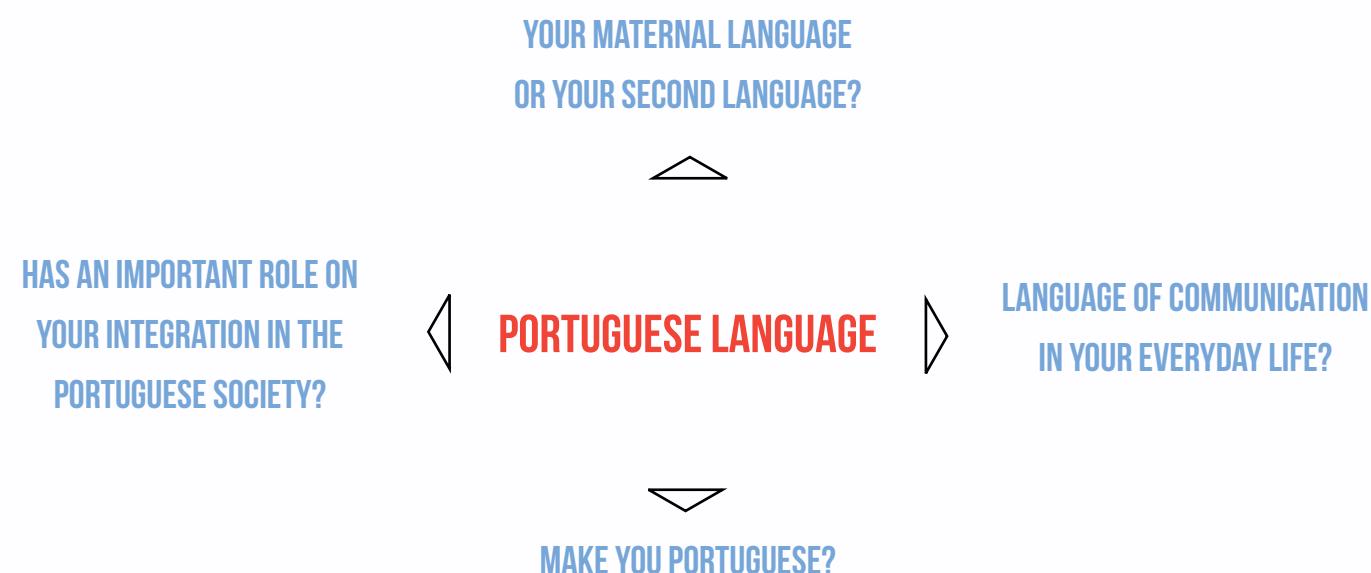 YOUR MATERNAL LANGUAGE
OR YOUR SECOND LANGUAGE?
HAS AN IMPORTANT ROLE ON
YOUR INTEGRATION IN THE
PORTUGUESE SOCIETY?
PORTUGUESE LANGUAGE
LANGUAGE OF COMMUNICATION
IN YOUR EVERYDAY LIFE?
MAKE YOU PORTUGUESE?